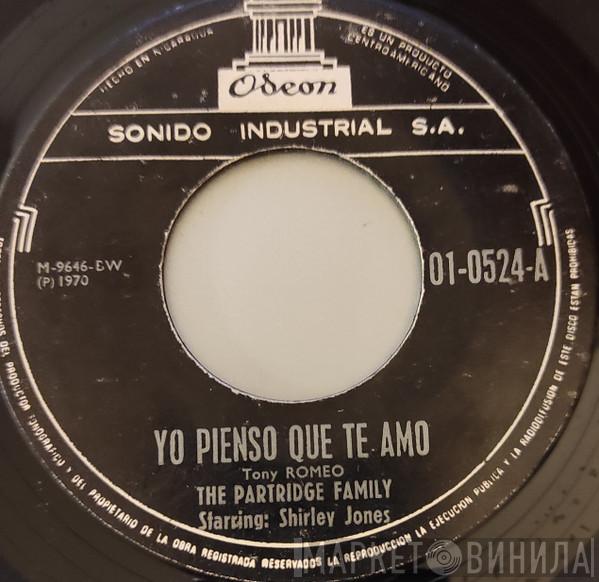 HECHO EN NICARAGUA
ES UN PRODUCTO
CENTROAMERICANO
Odeon
SONIDO INDUSTRIAL S.A.
M-9646-EW
(P) 1970
01-0524-A
YO PIENSO QUE TE AMO
Tony ROMEO
THE PARTRIDGE FAMILY
Starring: Shirley Jones
DEL PRODUCTOR FONOGRAFICO Y DEL PROPIETARIO DE LA OBRA REGISTRADA RESERVADOS LA REPRODUCCION LA EJECUCION PUBLICA Y LA RADIODIFUSION DE ESTE DISCO ESTAN PROHIBIDAS
МАРКЕТ ВИНИЛА